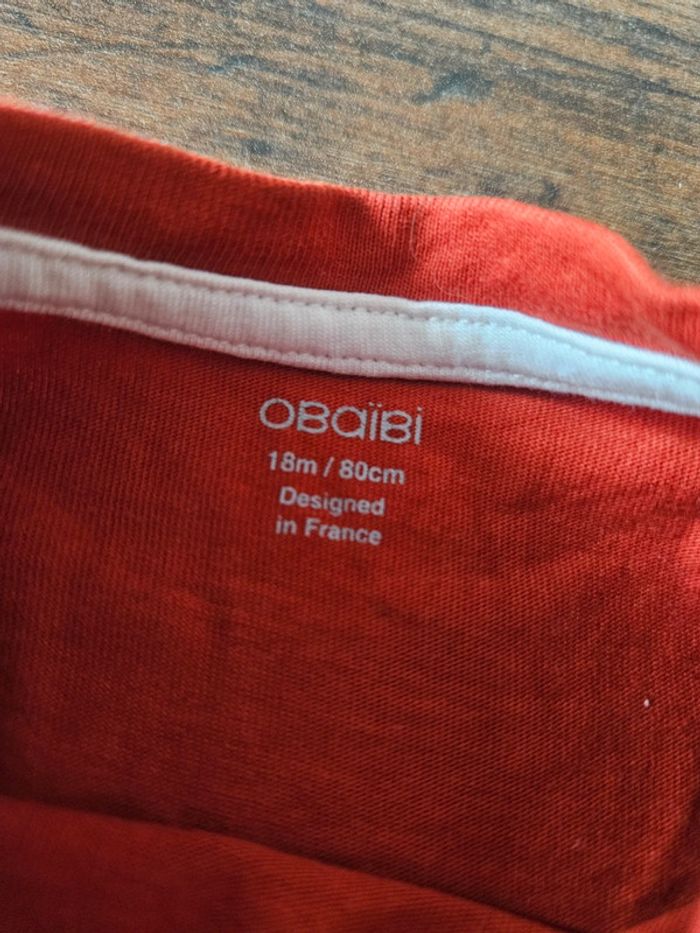 OBaïBi
18m / 80cm
Designed
in France